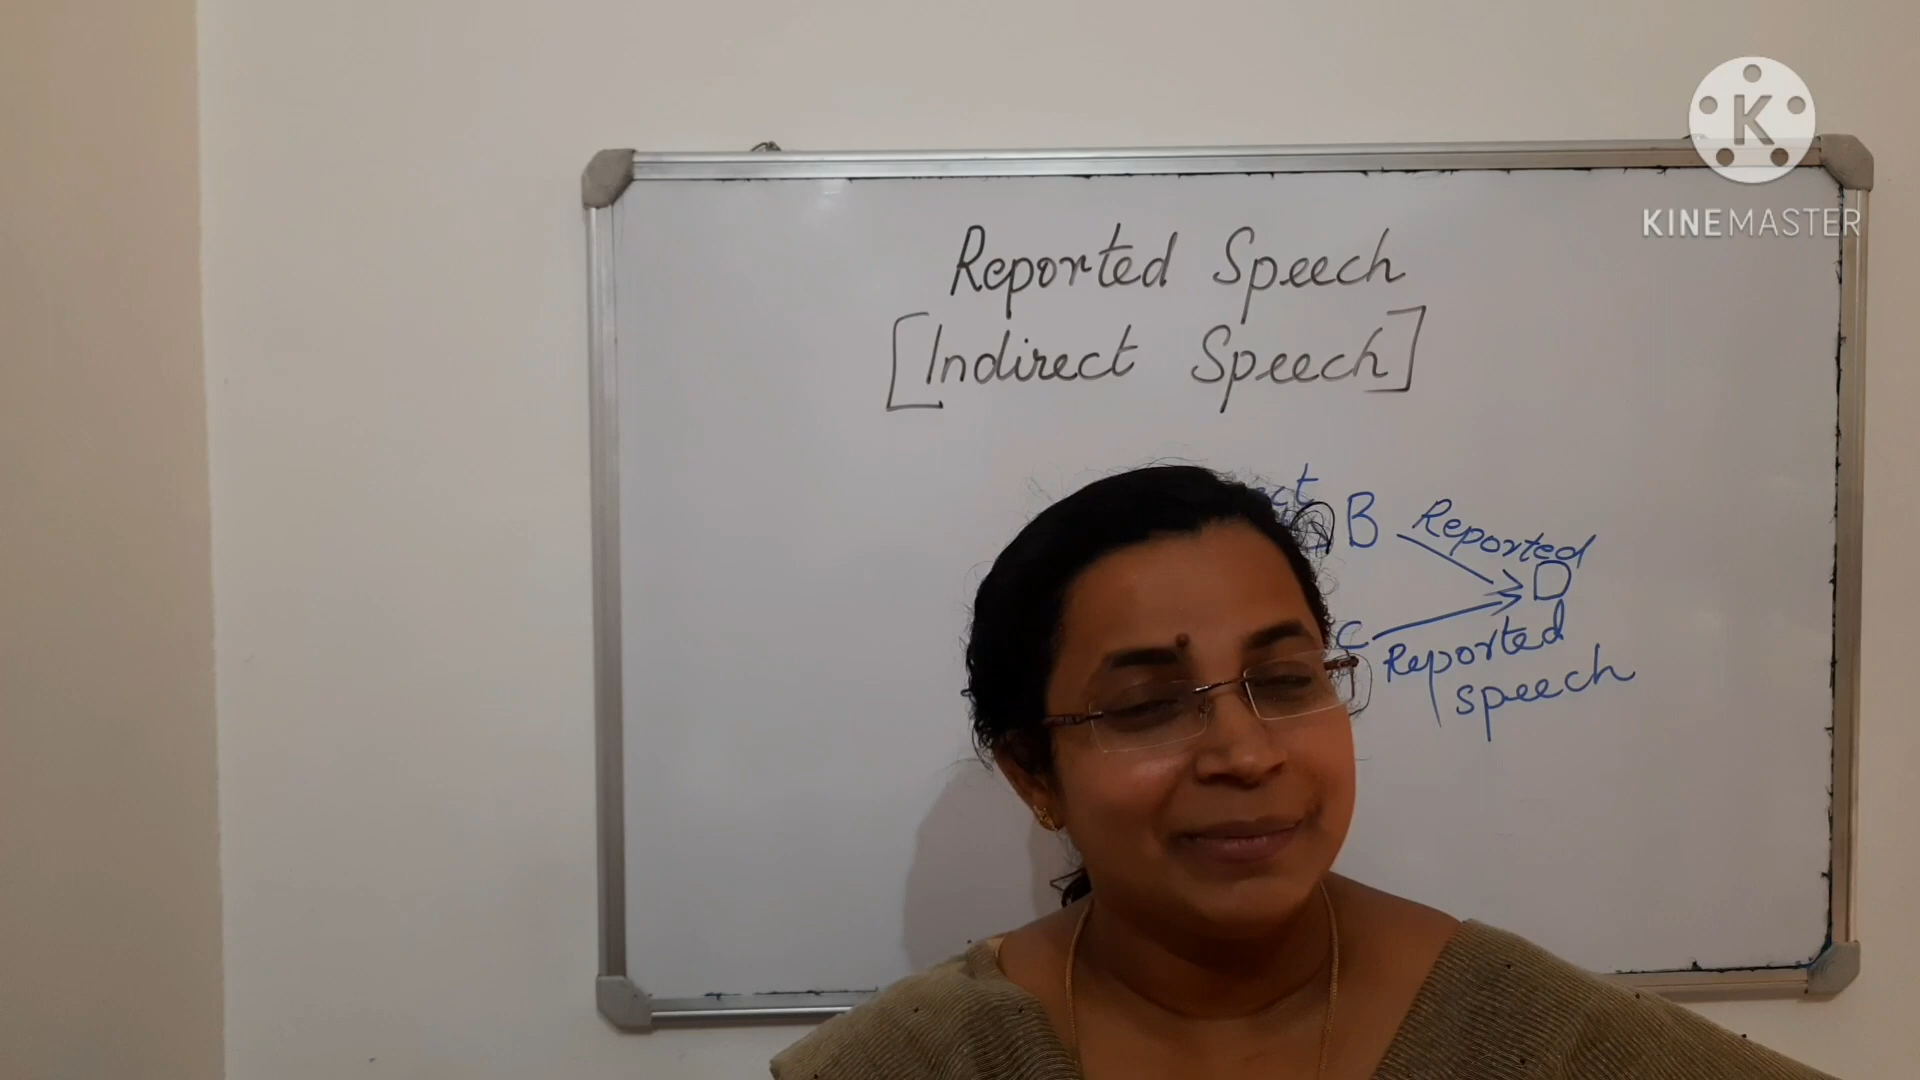 K
KINEMASTER
Reported Speech
[Indirect Speech]
B Reported
D
C Reported
speech